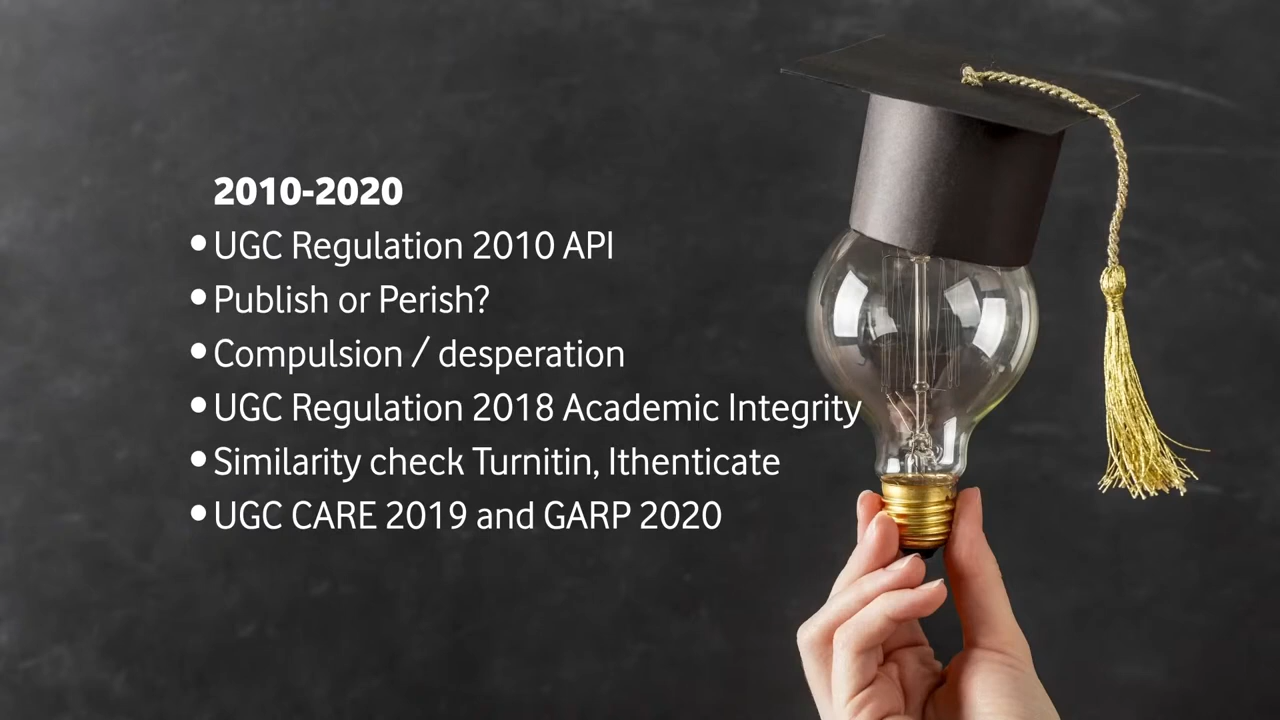 2010-2020
•UGC Regulation 2010 API
•Publish or Perish?
•Compulsion / desperation
•UGC Regulation 2018 Academic Integrity
•Similarity check Turnitin, Ithenticate
•UGC CARE 2019 and GARP 2020